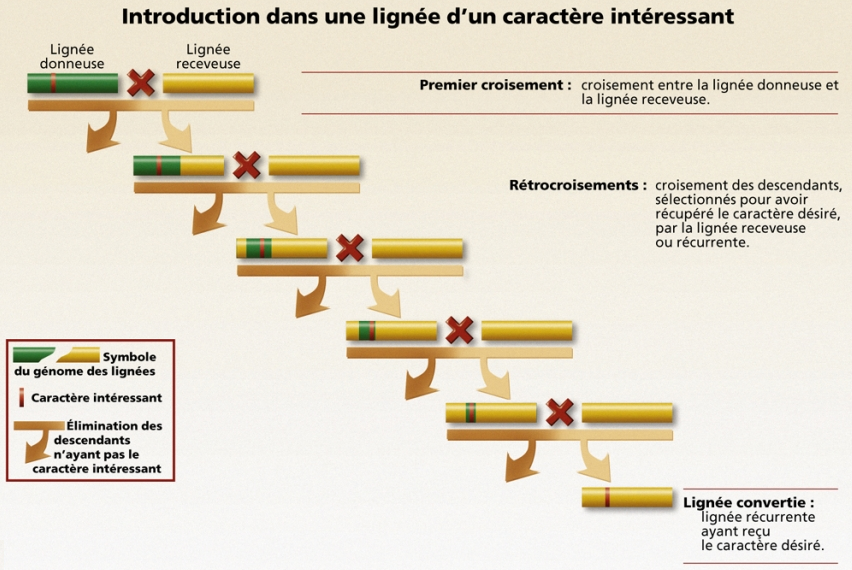 Introduction dans une lignée d'un caractère intéressant
Lignée
donneuse
Lignée
receveuse
Premier croisement : croisement entre la lignée donneuse et
la lignée receveuse.
Rétrocroisements : croisement des descendants,
sélectionnés pour avoir
récupéré le caractère désiré,
par la lignée receveuse
ou récurrente.
Symbole
du génome des lignées
Caractère intéressant
Élimination des
descendants
n'ayant pas le
caractère intéressant
Lignée convertie :
lignée récurrente
ayant reçu
le caractère désiré.